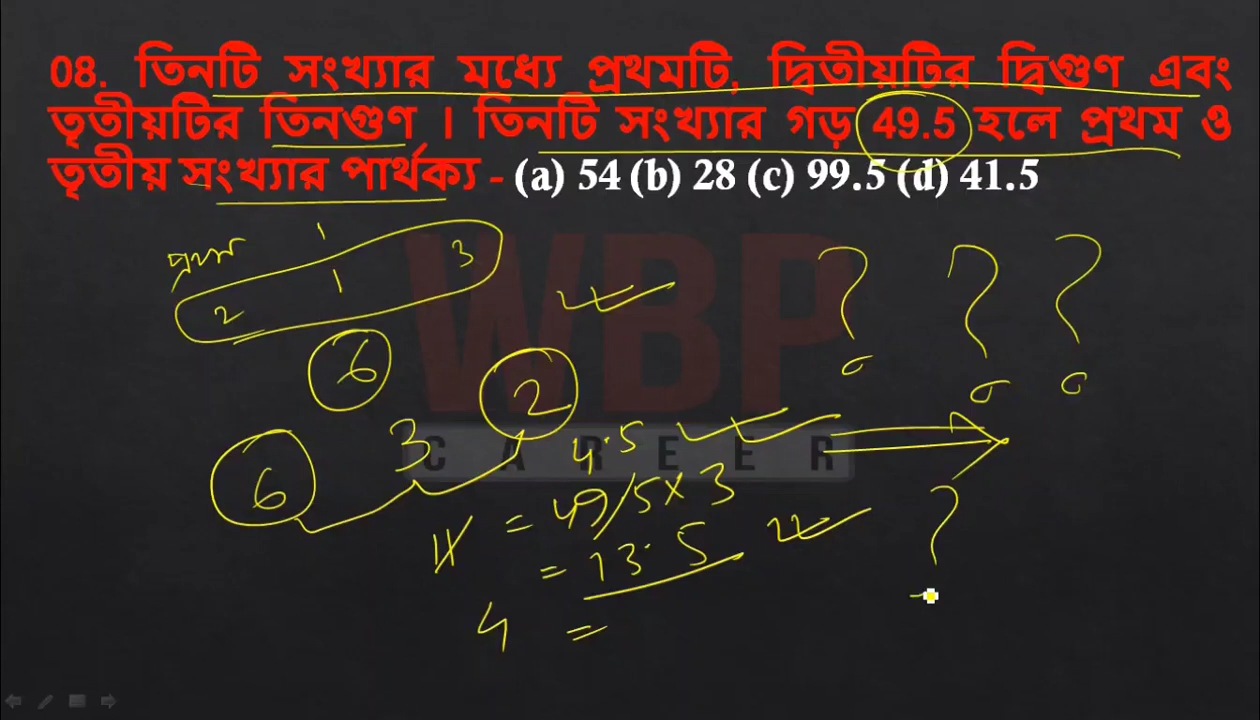 08. তিনটি সংখ্যার মধ্যে প্রথমটি, দ্বিতীয়টির দ্বিগুণ এবং
তৃতীয়টির তিনগুণ । তিনটি সংখ্যার গড় 49.5 হলে প্রথম ও
তৃতীয় সংখ্যার পার্থক্য - (a) 54 (b) 28 (c) 99.5 (d) 41.5
প্রথম 1
2 1 3
WBP
CAREER
6
6 3 2
4.5
11 = 49/5 × 3
= 13.5
4 =
? ? ?
?